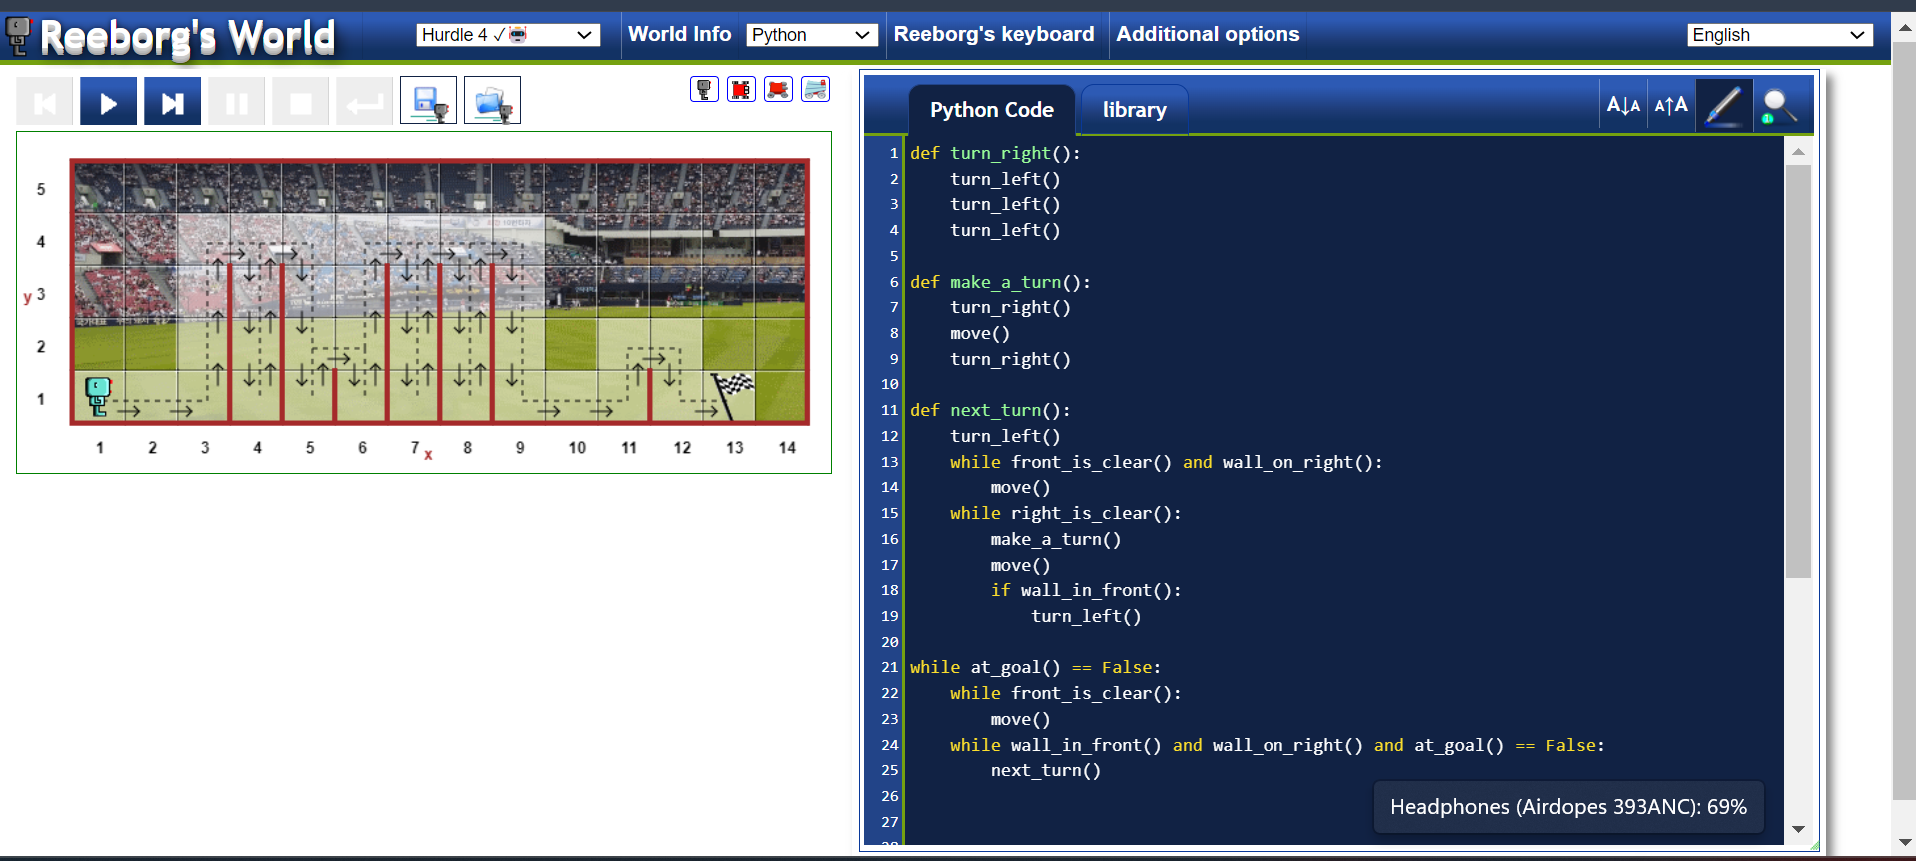 Reeborg's World
Hurdle 4 ✓🤖
World Info
Python
Reeborg's keyboard
Additional options
English
Python Code
library
A↓A
A↑A
5
4
y 3
2
1
1 2 3 4 5 6 7 8 9 10 11 12 13 14
x
1 def turn_right():
2     turn_left()
3     turn_left()
4     turn_left()
5
6 def make_a_turn():
7     turn_right()
8     move()
9     turn_right()
10
11 def next_turn():
12     turn_left()
13     while front_is_clear() and wall_on_right():
14         move()
15     while right_is_clear():
16         make_a_turn()
17         move()
18         if wall_in_front():
19             turn_left()
20
21 while at_goal() == False:
22     while front_is_clear():
23         move()
24     while wall_in_front() and wall_on_right() and at_goal() == False:
25         next_turn()
26
27
Headphones (Airdopes 393ANC): 69%